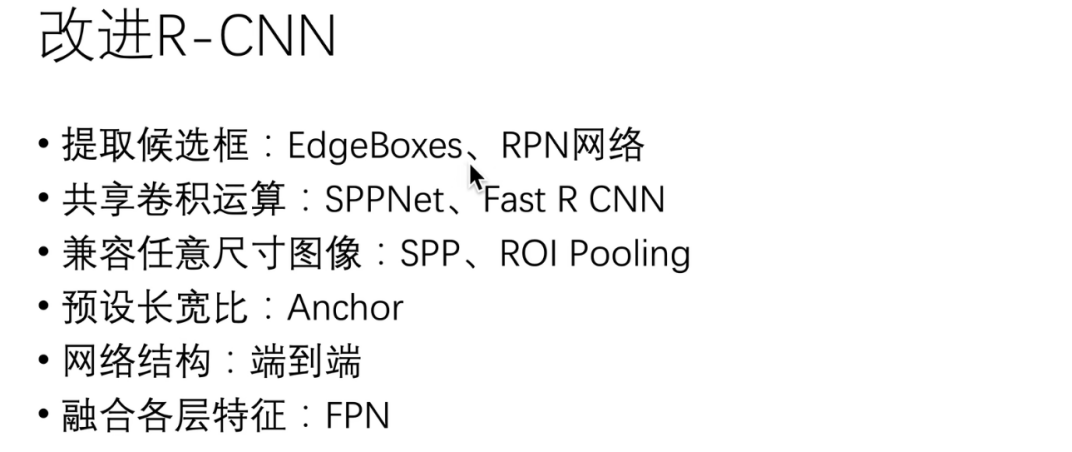 改进R-CNN
• 提取候选框：EdgeBoxes、RPN网络
• 共享卷积运算：SPPNet、Fast R CNN
• 兼容任意尺寸图像：SPP、ROI Pooling
• 预设长宽比：Anchor
• 网络结构：端到端
• 融合各层特征：FPN